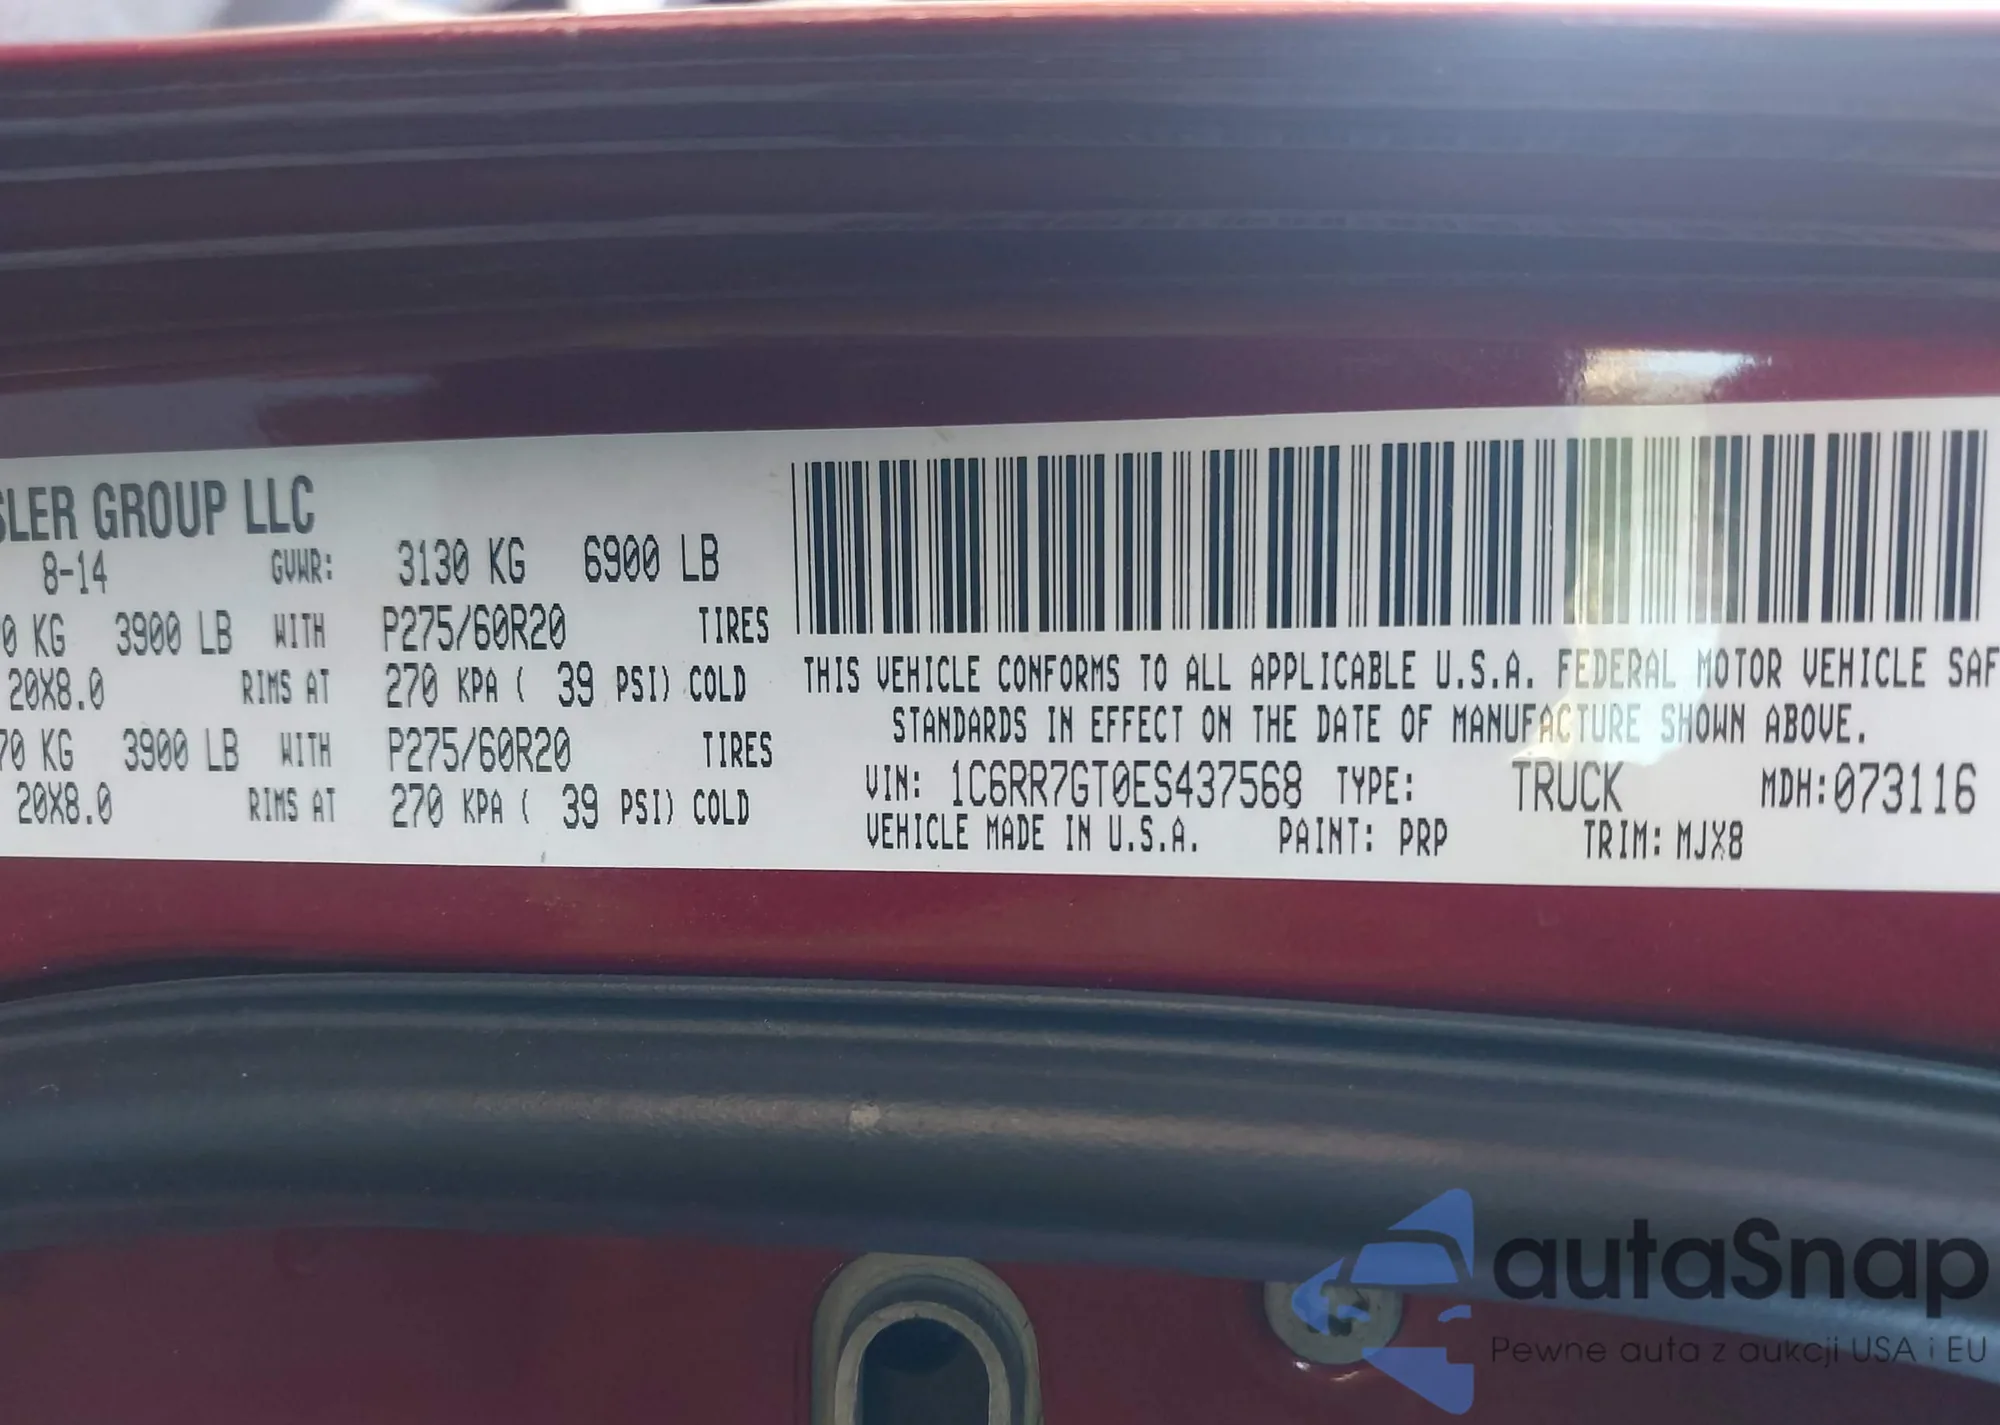 SLER GROUP LLC
8-14 GVWR: 3130 KG 6900 LB
0 KG 3900 LB WITH P275/60R20 TIRES
20X8.0 RIMS AT 270 KPA ( 39 PSI) COLD
70 KG 3900 LB WITH P275/60R20 TIRES
20X8.0 RIMS AT 270 KPA ( 39 PSI) COLD
THIS VEHICLE CONFORMS TO ALL APPLICABLE U.S.A. FEDERAL MOTOR VEHICLE SAF
STANDARDS IN EFFECT ON THE DATE OF MANUFACTURE SHOWN ABOVE.
VIN: 1C6RR7GT0ES437568 TYPE: TRUCK MDH:073116
VEHICLE MADE IN U.S.A. PAINT: PRP TRIM: MJX8
autaSnap
Pewne auta z aukcji USA i EU